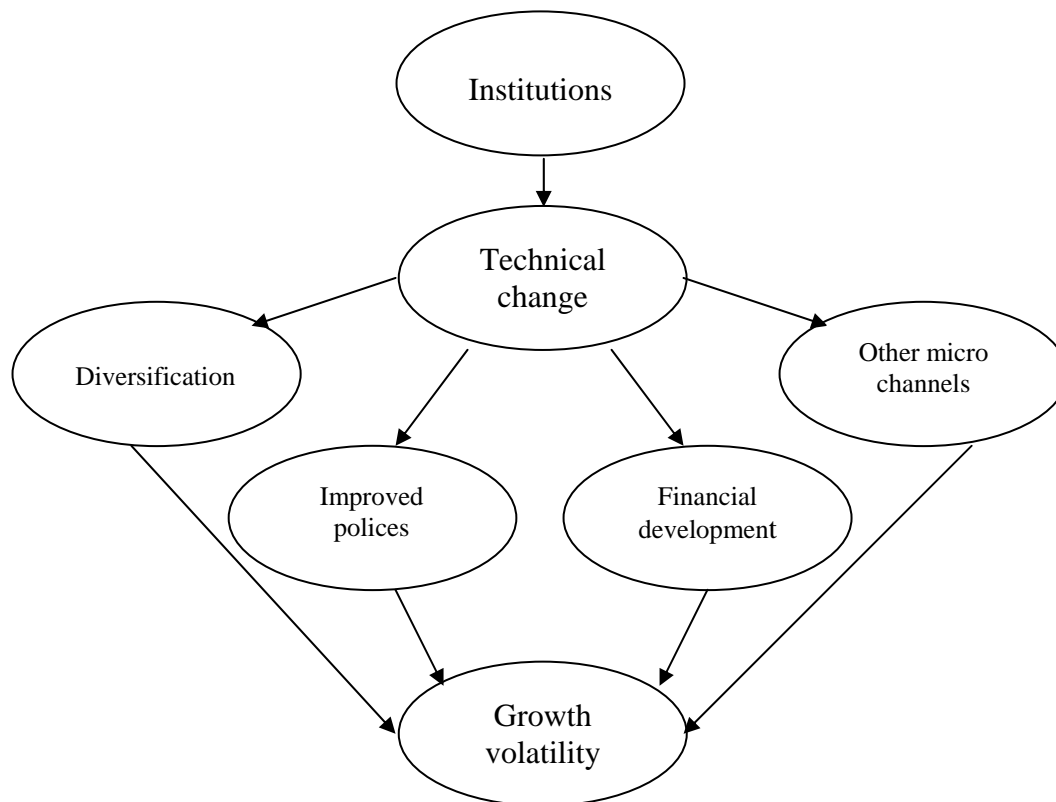 Institutions
Technical
change
Diversification
Other micro
channels
Improved
polices
Financial
development
Growth
volatility